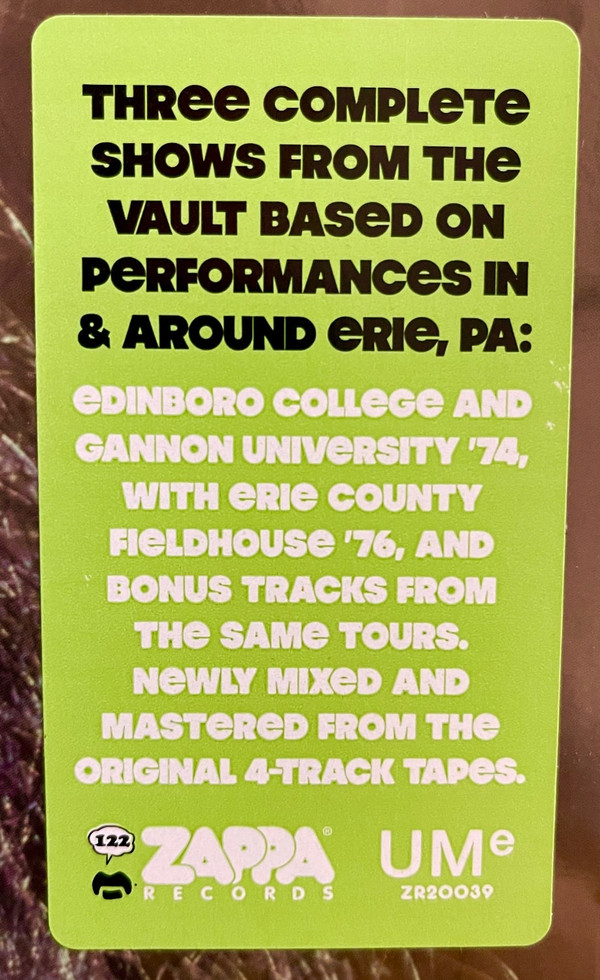 THREE COMPLETE
SHOWS FROM THE
VAULT BASED ON
PERFORMANCES IN
& AROUND ERIE, PA:
EDINBORO COLLEGE AND
GANNON UNIVERSITY '74,
WITH ERIE COUNTY
FIELDHOUSE '76, AND
BONUS TRACKS FROM
THE SAME TOURS.
NEWLY MIXED AND
MASTERED FROM THE
ORIGINAL 4-TRACK TAPES.
122 ZAPPA® UMe
RECORDS ZR20039